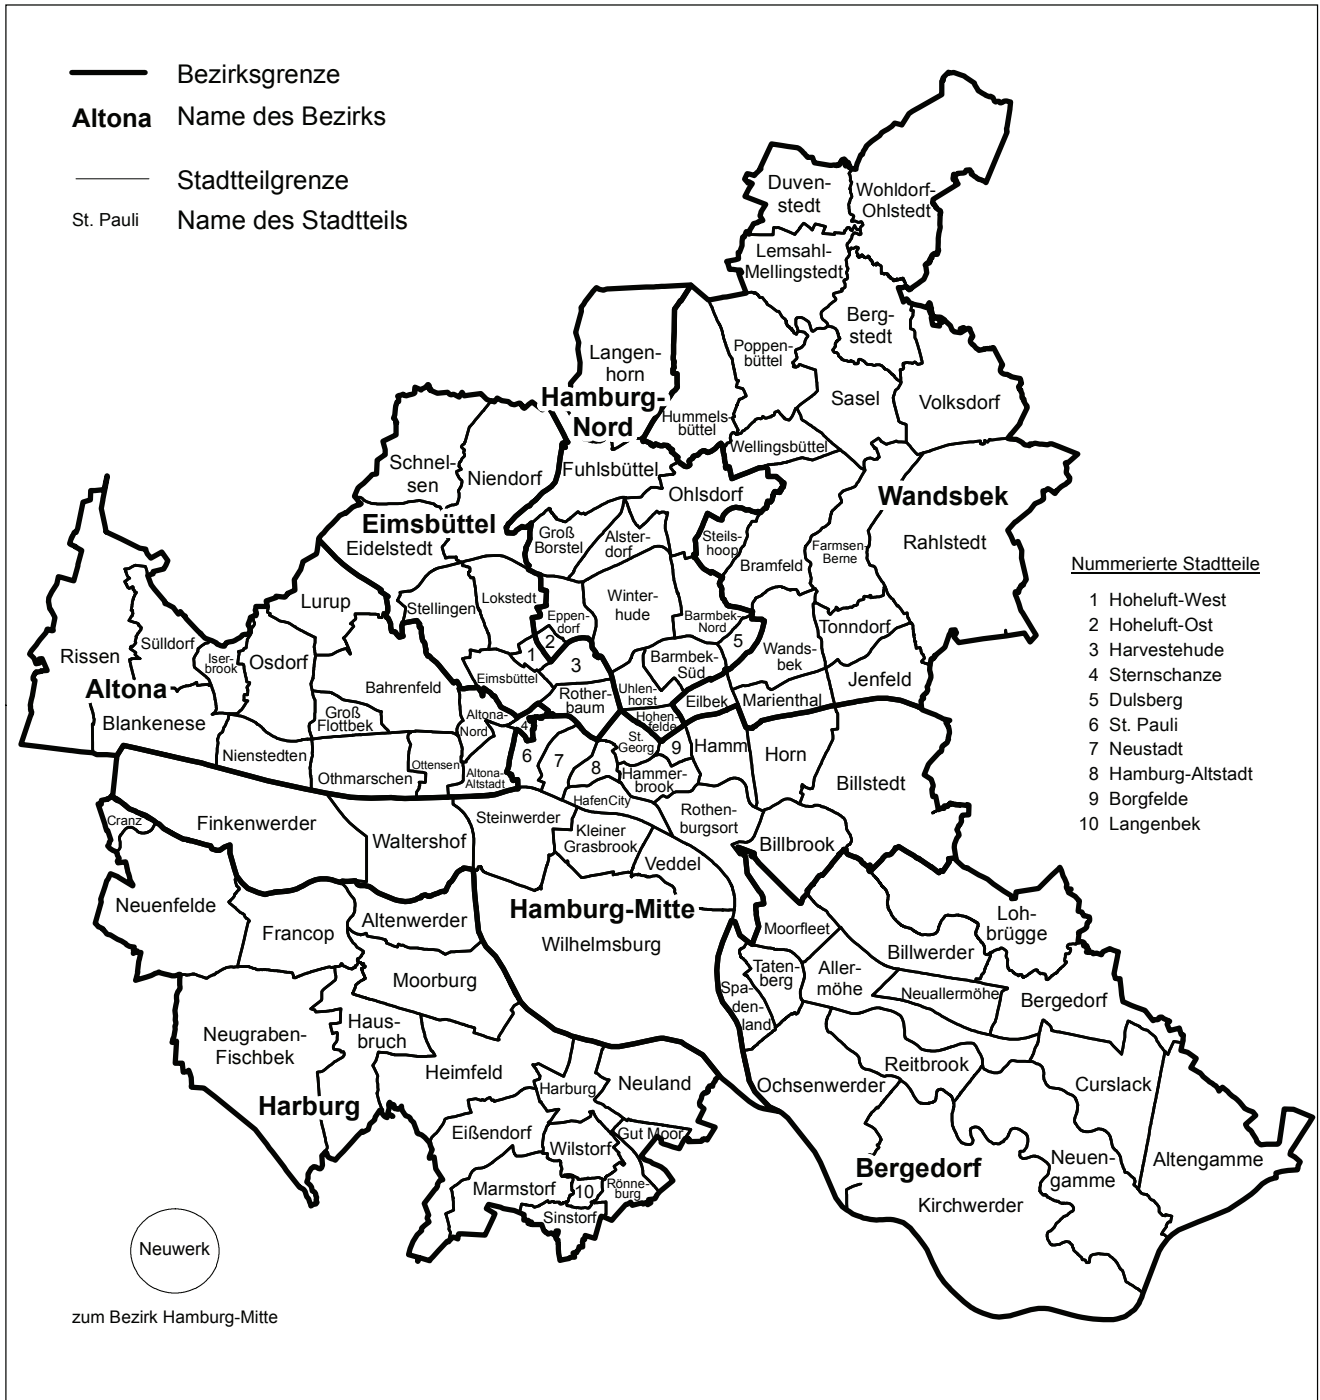 Bezirksgrenze
Altona Name des Bezirks
Stadtteilgrenze
St. Pauli Name des Stadtteils
Duven-
stedt
Wohldorf-
Ohlstedt
Lemsahl-
Mellingstedt
Berg-
stedt
Poppen-
büttel
Langen-
horn
Hamburg-
Nord
Hummels-
büttel
Sasel
Volksdorf
Wellingsbüttel
Schnel-
sen
Niendorf
Fuhlsbüttel
Ohlsdorf
Wandsbek
Eimsbüttel
Eidelstedt
Groß
Borstel
Alster-
dorf
Steils-
hoop
Bramfeld
Farmsen-
Berne
Rahlstedt
Nummerierte Stadtteile
1 Hoheluft-West
2 Hoheluft-Ost
3 Harvestehude
4 Sternschanze
5 Dulsberg
6 St. Pauli
7 Neustadt
8 Hamburg-Altstadt
9 Borgfelde
10 Langenbek
Lurup
Stellingen
Lokstedt
Eppen-
dorf
Winter-
hude
Barmbek-
Nord
5
Wands-
bek
Tonndorf
Jenfeld
Rissen
Sülldorf
Iser-
brook
Osdorf
1
2
3
Eimsbüttel
Barmbek-
Süd
Altona
Blankenese
Bahrenfeld
Groß
Flottbek
Rother-
baum
Uhlen-
horst
Eilbek
Marienthal
Altona-
Nord
4
Hohen-
felde
Nienstedten
Othmarschen
Ottensen
Altona-
Altstadt
6
7
8
St.
Georg
9
Hamm
Horn
Billstedt
Hammer-
brook
HafenCity
Rothen-
burgsort
Billbrook
Cranz
Finkenwerder
Waltershof
Steinwerder
Kleiner
Grasbrook
Veddel
Neuenfelde
Francop
Altenwerder
Hamburg-Mitte
Wilhelmsburg
Moorfleet
Loh-
brügge
Billwerder
Moorburg
Spa-
den-
land
Taten-
berg
Aller-
möhe
Neuallermöhe
Bergedorf
Neugraben-
Fischbek
Haus-
bruch
Heimfeld
Harburg
Neuland
Ochsenwerder
Reitbrook
Curslack
Harburg
Eißendorf
Wilstorf
Gut Moor
Bergedorf
Kirchwerder
Neuen-
gamme
Altengamme
Marmstorf
10
Rönne-
burg
Sinstorf
Neuwerk
zum Bezirk Hamburg-Mitte